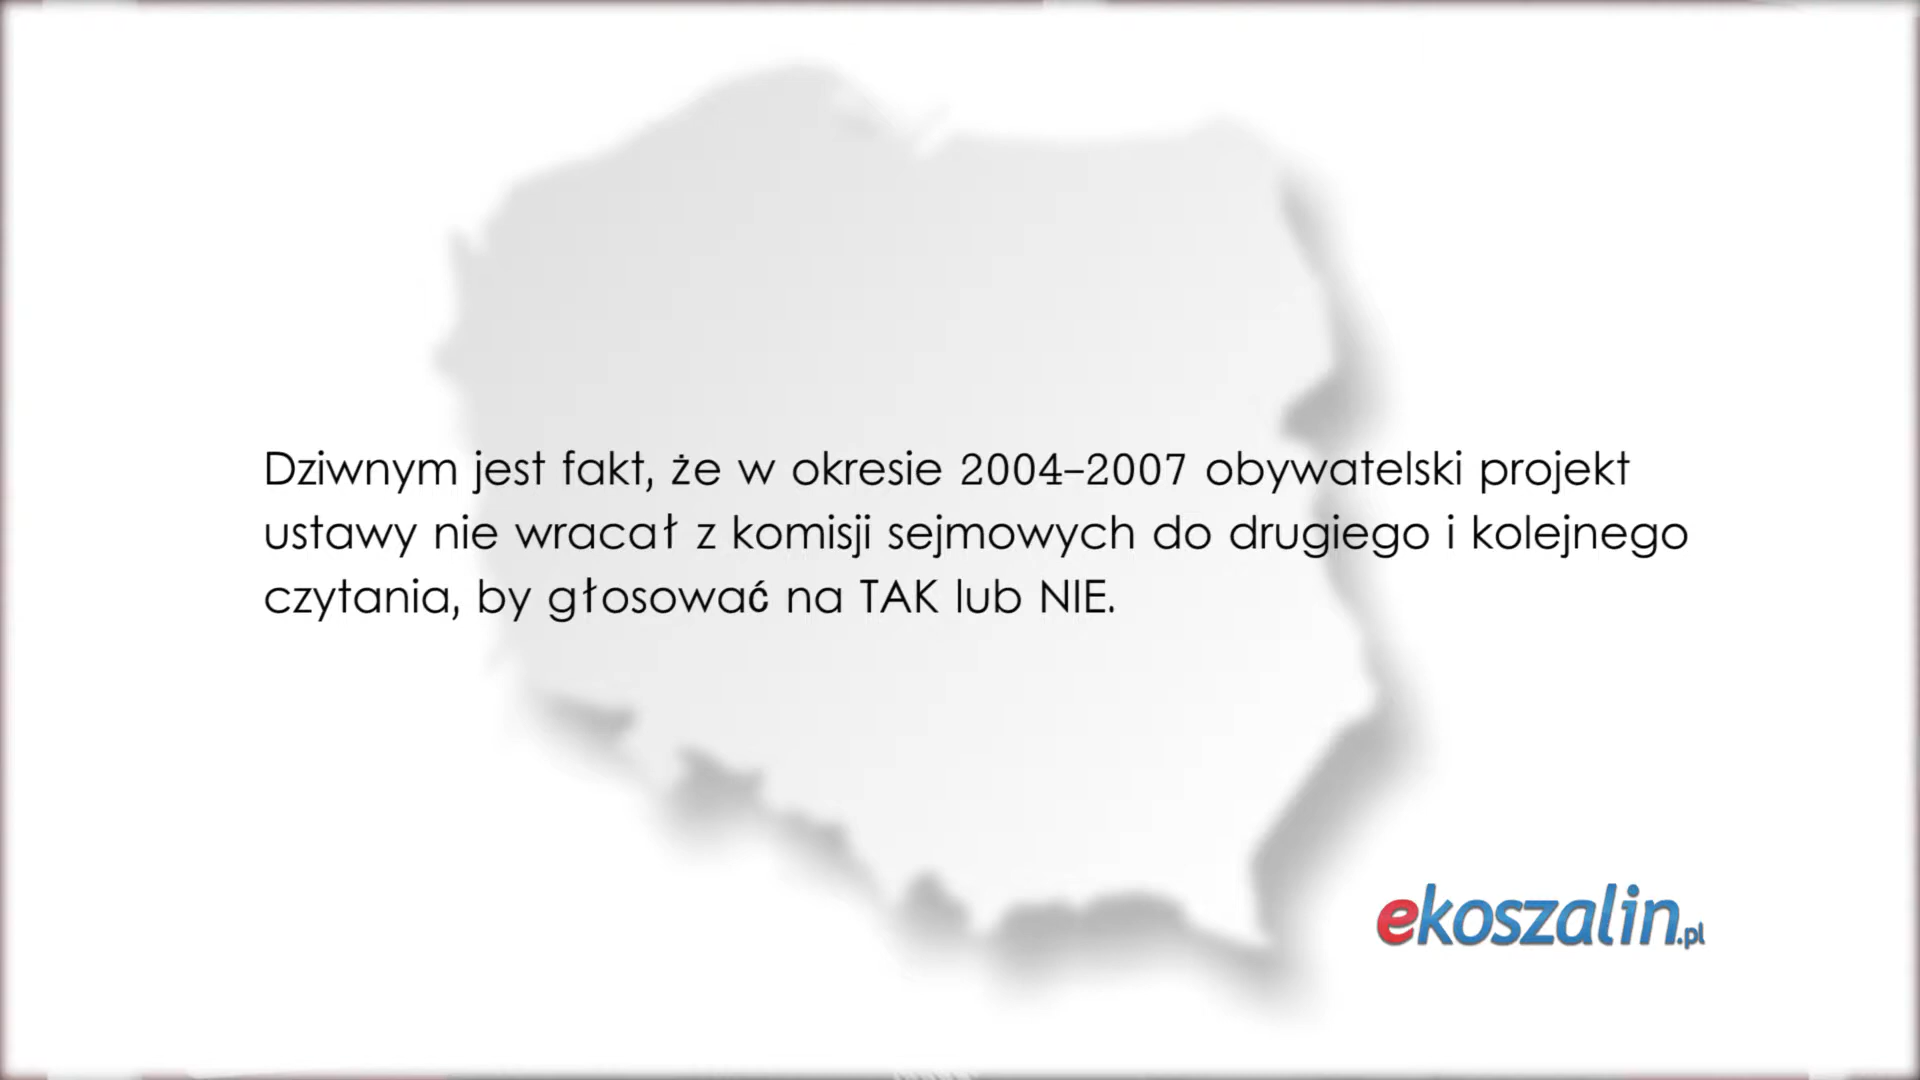 Dziwnym jest fakt, że w okresie 2004-2007 obywatelski projekt
ustawy nie wracał z komisji sejmowych do drugiego i kolejnego
czytania, by głosować na TAK lub NIE.
ekoszalin.pl